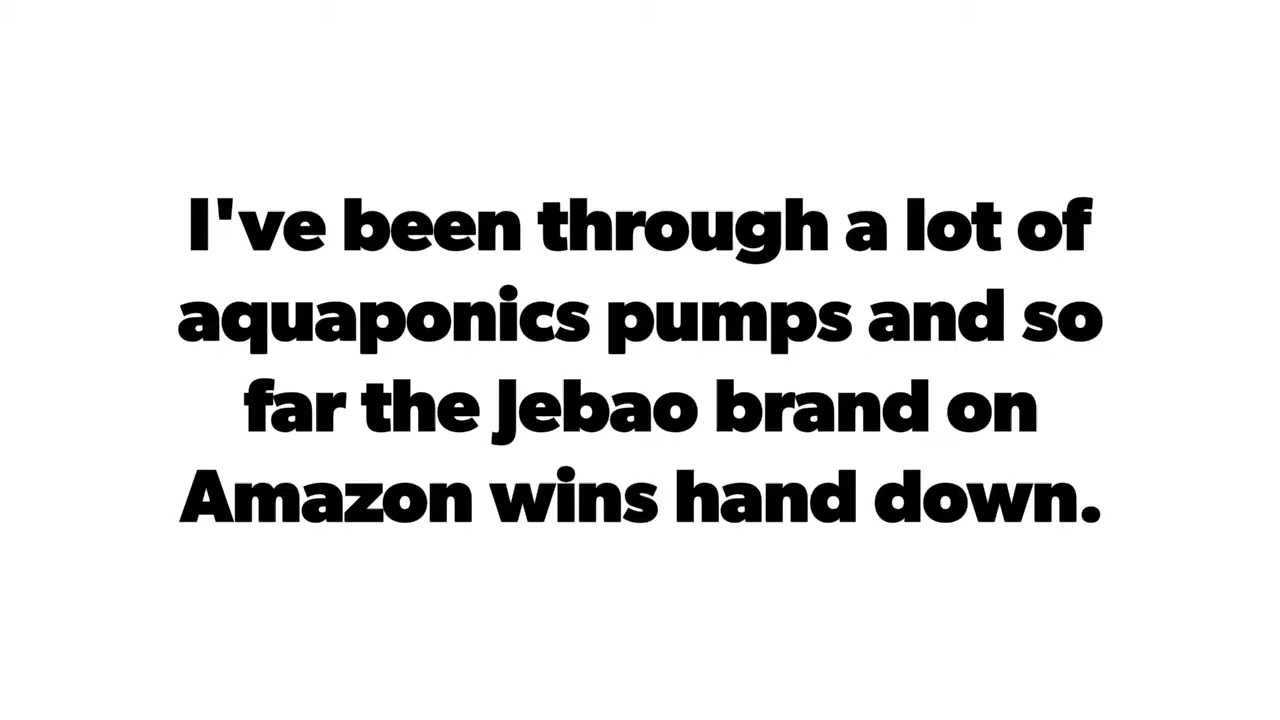 I've been through a lot of
aquaponics pumps and so
far the Jebao brand on
Amazon wins hand down.